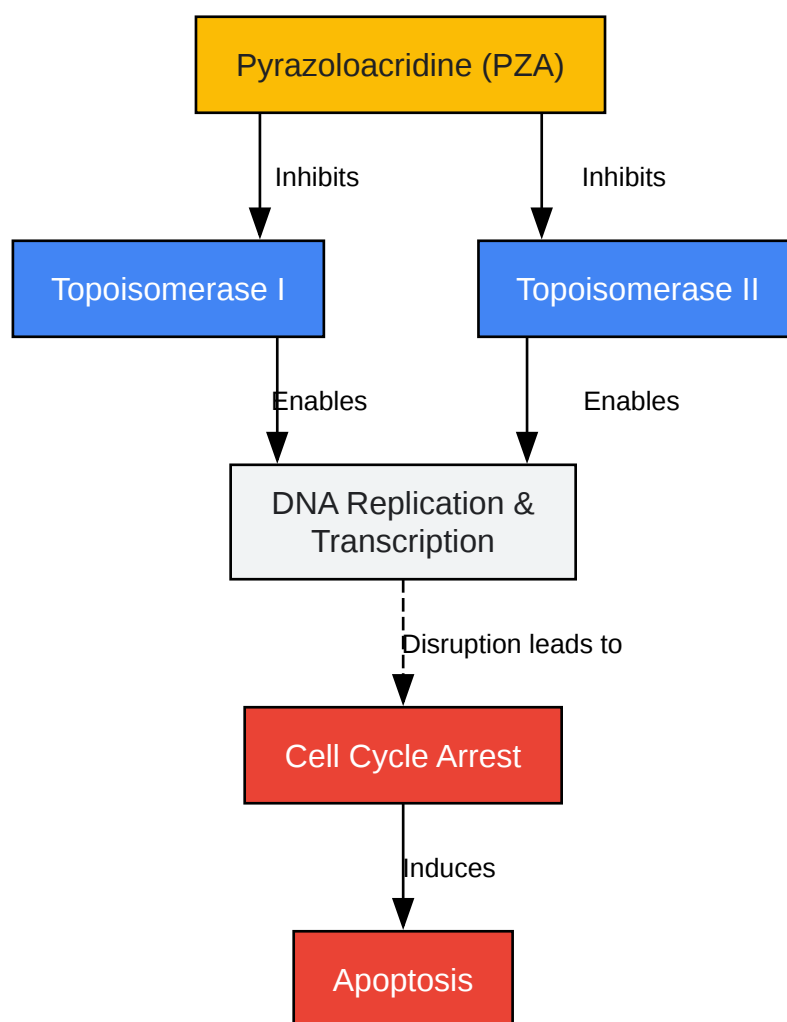 Pyrazoloacridine (PZA)
Inhibits
Inhibits
Topoisomerase I
Topoisomerase II
Enables
Enables
DNA Replication &
Transcription
Disruption leads to
Cell Cycle Arrest
Induces
Apoptosis